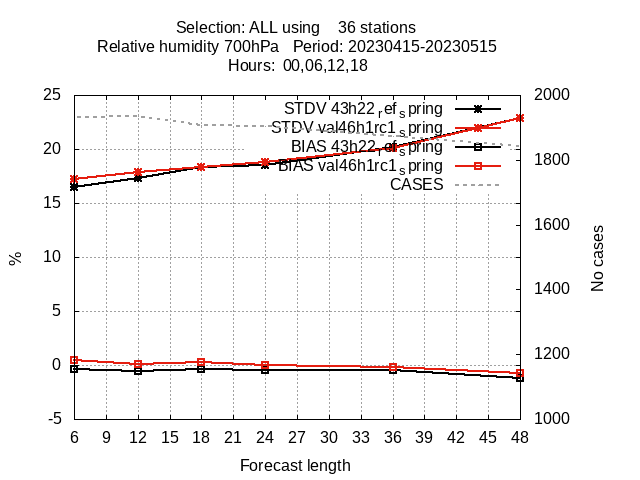 Selection: ALL using    36 stations
Relative humidity 700hPa   Period: 20230415-20230515
Hours: 00,06,12,18
25
20
15
10
5
0
-5
%
2000
1800
1600
1400
1200
1000
No cases
STDV 43h22_ref_spring
STDV val46h1rc1_spring
BIAS 43h22_ref_spring
BIAS val46h1rc1_spring
CASES
6 9 12 15 18 21 24 27 30 33 36 39 42 45 48
Forecast length